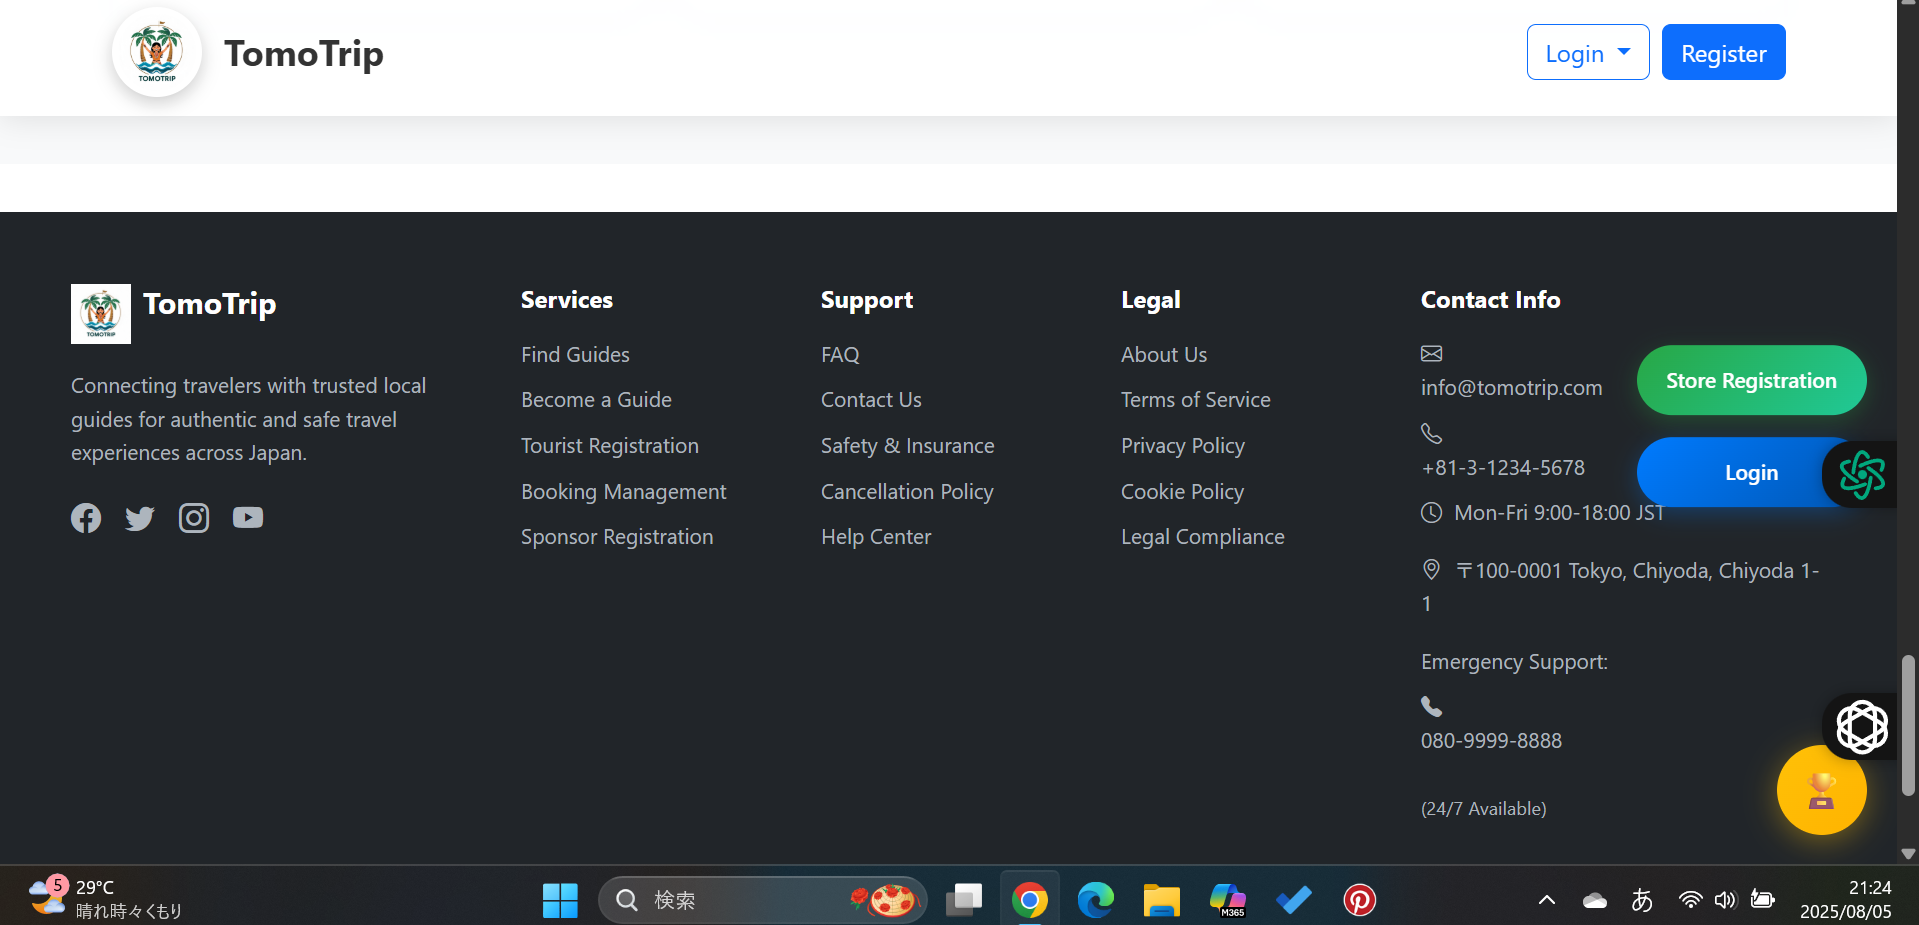 TOMOTRIP
TomoTrip
Login
Register
TOMOTRIP
TomoTrip
Connecting travelers with trusted local
guides for authentic and safe travel
experiences across Japan.
Services
Find Guides
Become a Guide
Tourist Registration
Booking Management
Sponsor Registration
Support
FAQ
Contact Us
Safety & Insurance
Cancellation Policy
Help Center
Legal
About Us
Terms of Service
Privacy Policy
Cookie Policy
Legal Compliance
Contact Info
info@tomotrip.com
+81-3-1234-5678
Mon-Fri 9:00-18:00 JST
〒100-0001 Tokyo, Chiyoda, Chiyoda 1-
1
Emergency Support:
080-9999-8888
(24/7 Available)
Store Registration
Login
5
29°C
晴れ時々くもり
検索
M365
あ
21:24
2025/08/05